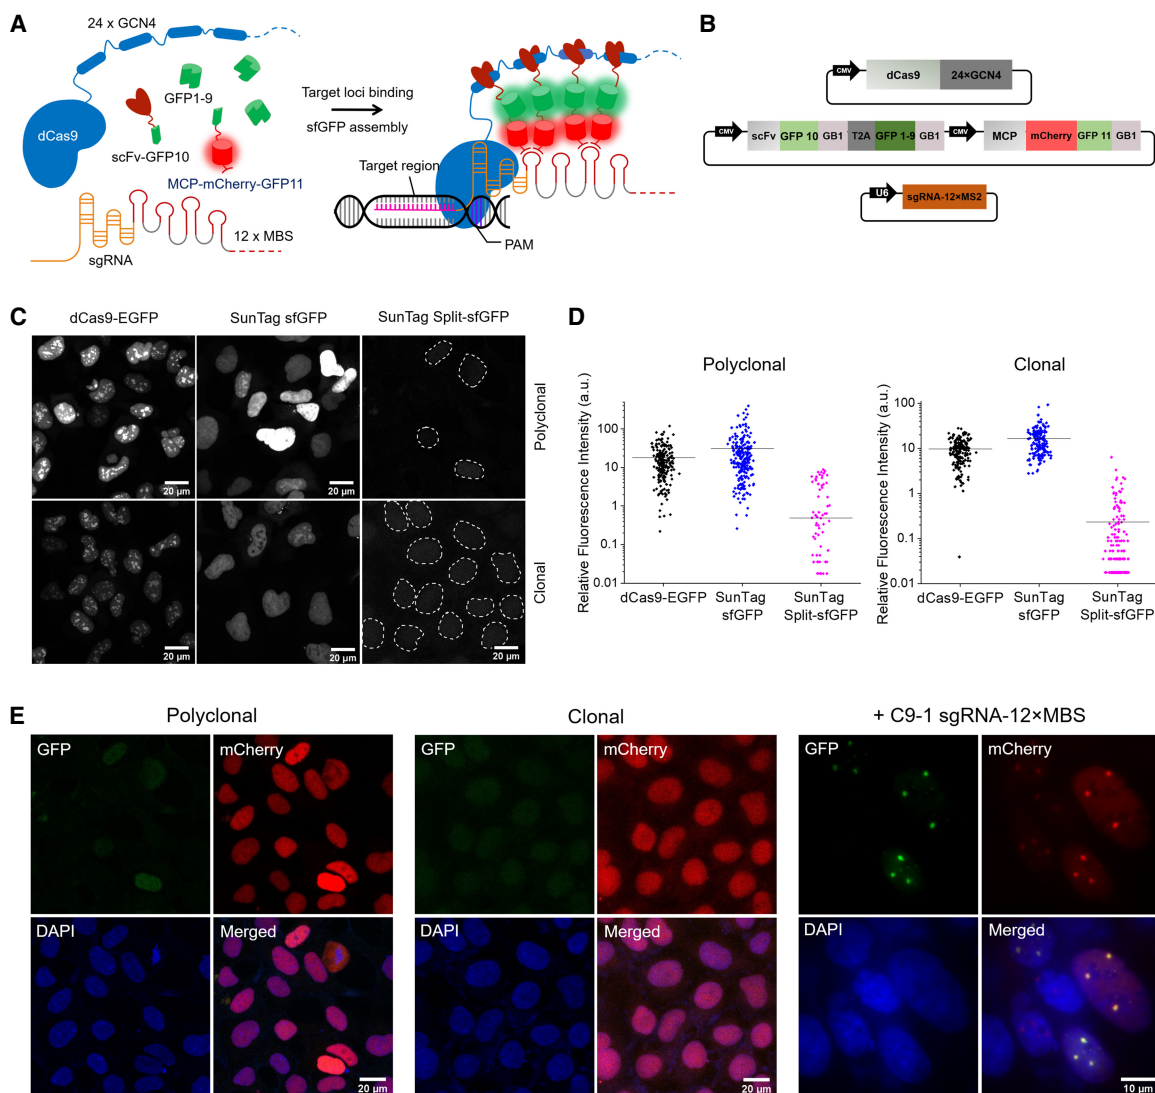 A
24 x GCN4
GFP1-9
dCas9
scFv-GFP10
MCP-mCherry-GFP11
12 x MBS
sgRNA
Target loci binding
sfGFP assembly
Target region
PAM
B
CMV
dCas9
24×GCN4
CMV
scFv
GFP 10
GB1
T2A
GFP 1-9
GB1
CMV
MCP
mCherry
GFP 11
GB1
U6
sgRNA-12×MS2
C
dCas9-EGFP
SunTag sfGFP
SunTag Split-sfGFP
20 µm
20 µm
20 µm
Polyclonal
20 µm
20 µm
20 µm
Clonal
D
Polyclonal
Relative Fluorescence Intensity (a.u.)
100
10
1
0.1
0.01
dCas9-EGFP
SunTag
sfGFP
SunTag
Split-sfGFP
Clonal
Relative Fluorescence Intensity (a.u.)
100
10
1
0.1
0.01
dCas9-EGFP
SunTag
sfGFP
SunTag
Split-sfGFP
E
Polyclonal
GFP
mCherry
DAPI
Merged
20 µm
Clonal
GFP
mCherry
DAPI
Merged
20 µm
+ C9-1 sgRNA-12×MBS
GFP
mCherry
DAPI
Merged
10 µm